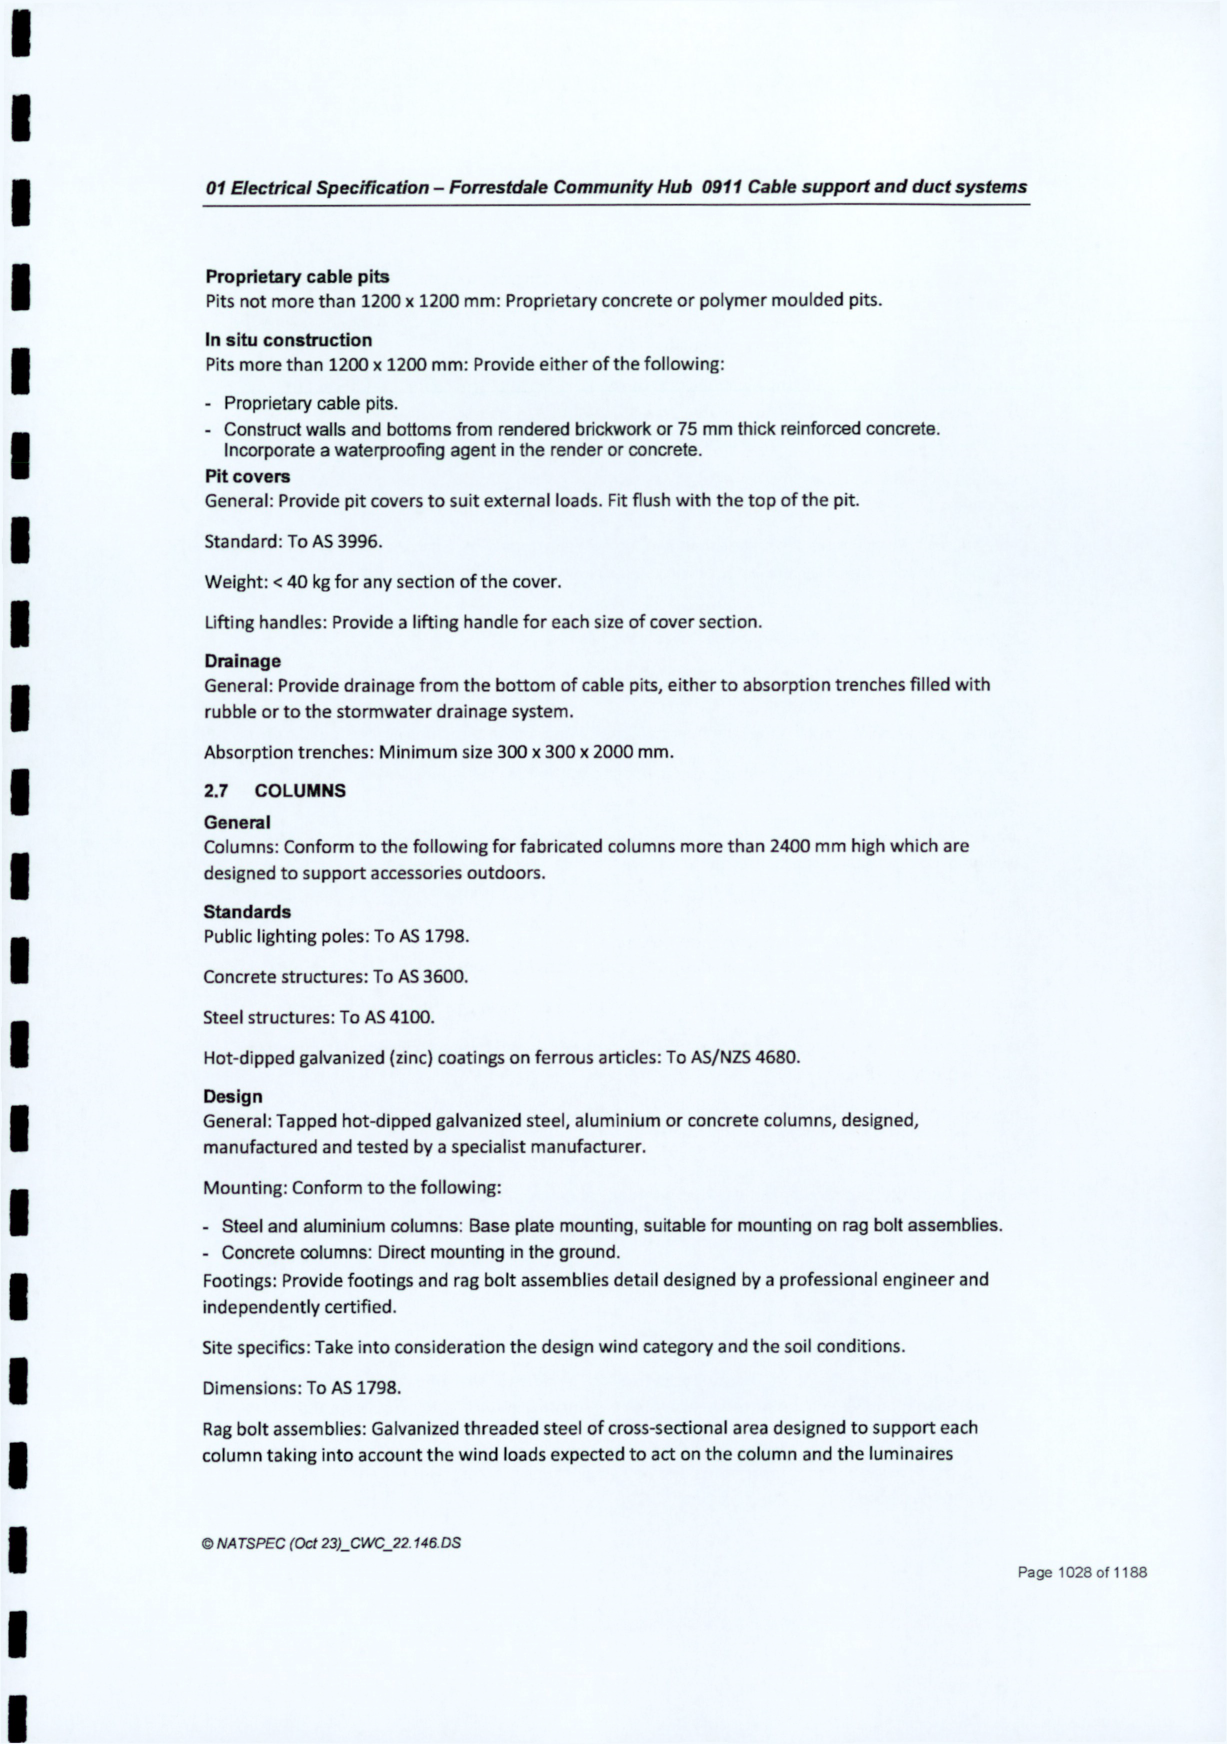 01 Electrical Specification – Forrestdale Community Hub 0911 Cable support and duct systems
Proprietary cable pits
Pits not more than 1200 x 1200 mm: Proprietary concrete or polymer moulded pits.
In situ construction
Pits more than 1200 x 1200 mm: Provide either of the following:
- Proprietary cable pits.
- Construct walls and bottoms from rendered brickwork or 75 mm thick reinforced concrete.
Incorporate a waterproofing agent in the render or concrete.
Pit covers
General: Provide pit covers to suit external loads. Fit flush with the top of the pit.
Standard: To AS 3996.
Weight: < 40 kg for any section of the cover.
Lifting handles: Provide a lifting handle for each size of cover section.
Drainage
General: Provide drainage from the bottom of cable pits, either to absorption trenches filled with
rubble or to the stormwater drainage system.
Absorption trenches: Minimum size 300 x 300 x 2000 mm.
2.7 COLUMNS
General
Columns: Conform to the following for fabricated columns more than 2400 mm high which are
designed to support accessories outdoors.
Standards
Public lighting poles: To AS 1798.
Concrete structures: To AS 3600.
Steel structures: To AS 4100.
Hot-dipped galvanized (zinc) coatings on ferrous articles: To AS/NZS 4680.
Design
General: Tapped hot-dipped galvanized steel, aluminium or concrete columns, designed,
manufactured and tested by a specialist manufacturer.
Mounting: Conform to the following:
- Steel and aluminium columns: Base plate mounting, suitable for mounting on rag bolt assemblies.
- Concrete columns: Direct mounting in the ground.
Footings: Provide footings and rag bolt assemblies detail designed by a professional engineer and
independently certified.
Site specifics: Take into consideration the design wind category and the soil conditions.
Dimensions: To AS 1798.
Rag bolt assemblies: Galvanized threaded steel of cross-sectional area designed to support each
column taking into account the wind loads expected to act on the column and the luminaires
© NATSPEC (Oct 23)_CWC_22.146.DS
Page 1028 of 1188